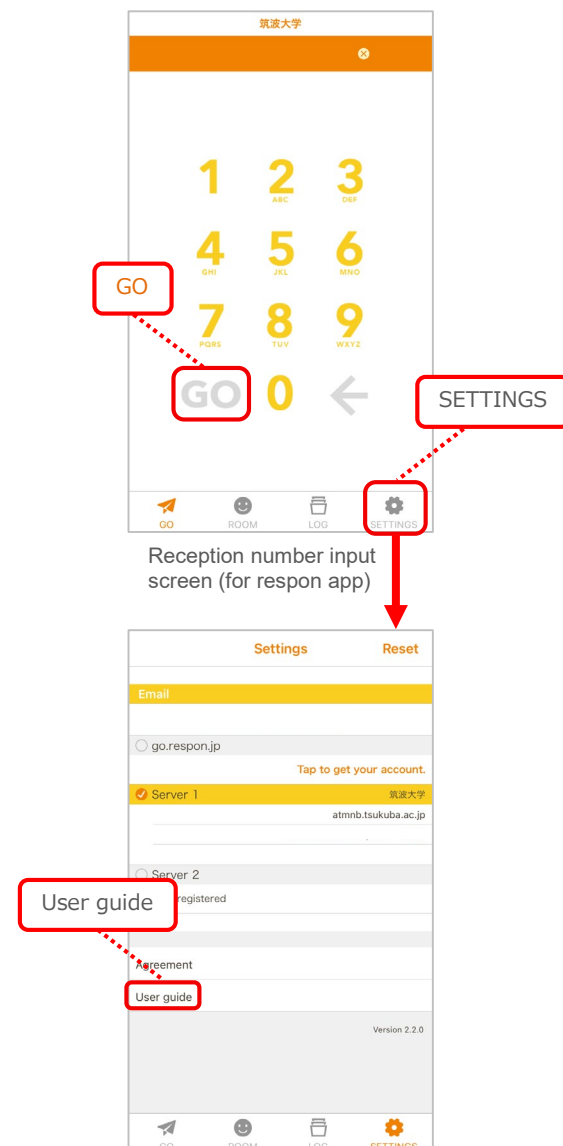 筑波大学
1
2
ABC
3
DEF
4
GHI
5
JKL
6
MNO
GO
7
PQRS
8
TUV
9
WXYZ
GO
0
SETTINGS
GO
ROOM
LOG
SETTINGS
Reception number input
screen (for respon app)
Settings
Reset
Email
go.respon.jp
Tap to get your account.
Server 1
筑波大学
atmnb.tsukuba.ac.jp
Server 2
registered
User guide
Agreement
User guide
Version 2.2.0
GO
ROOM
LOG
SETTINGS